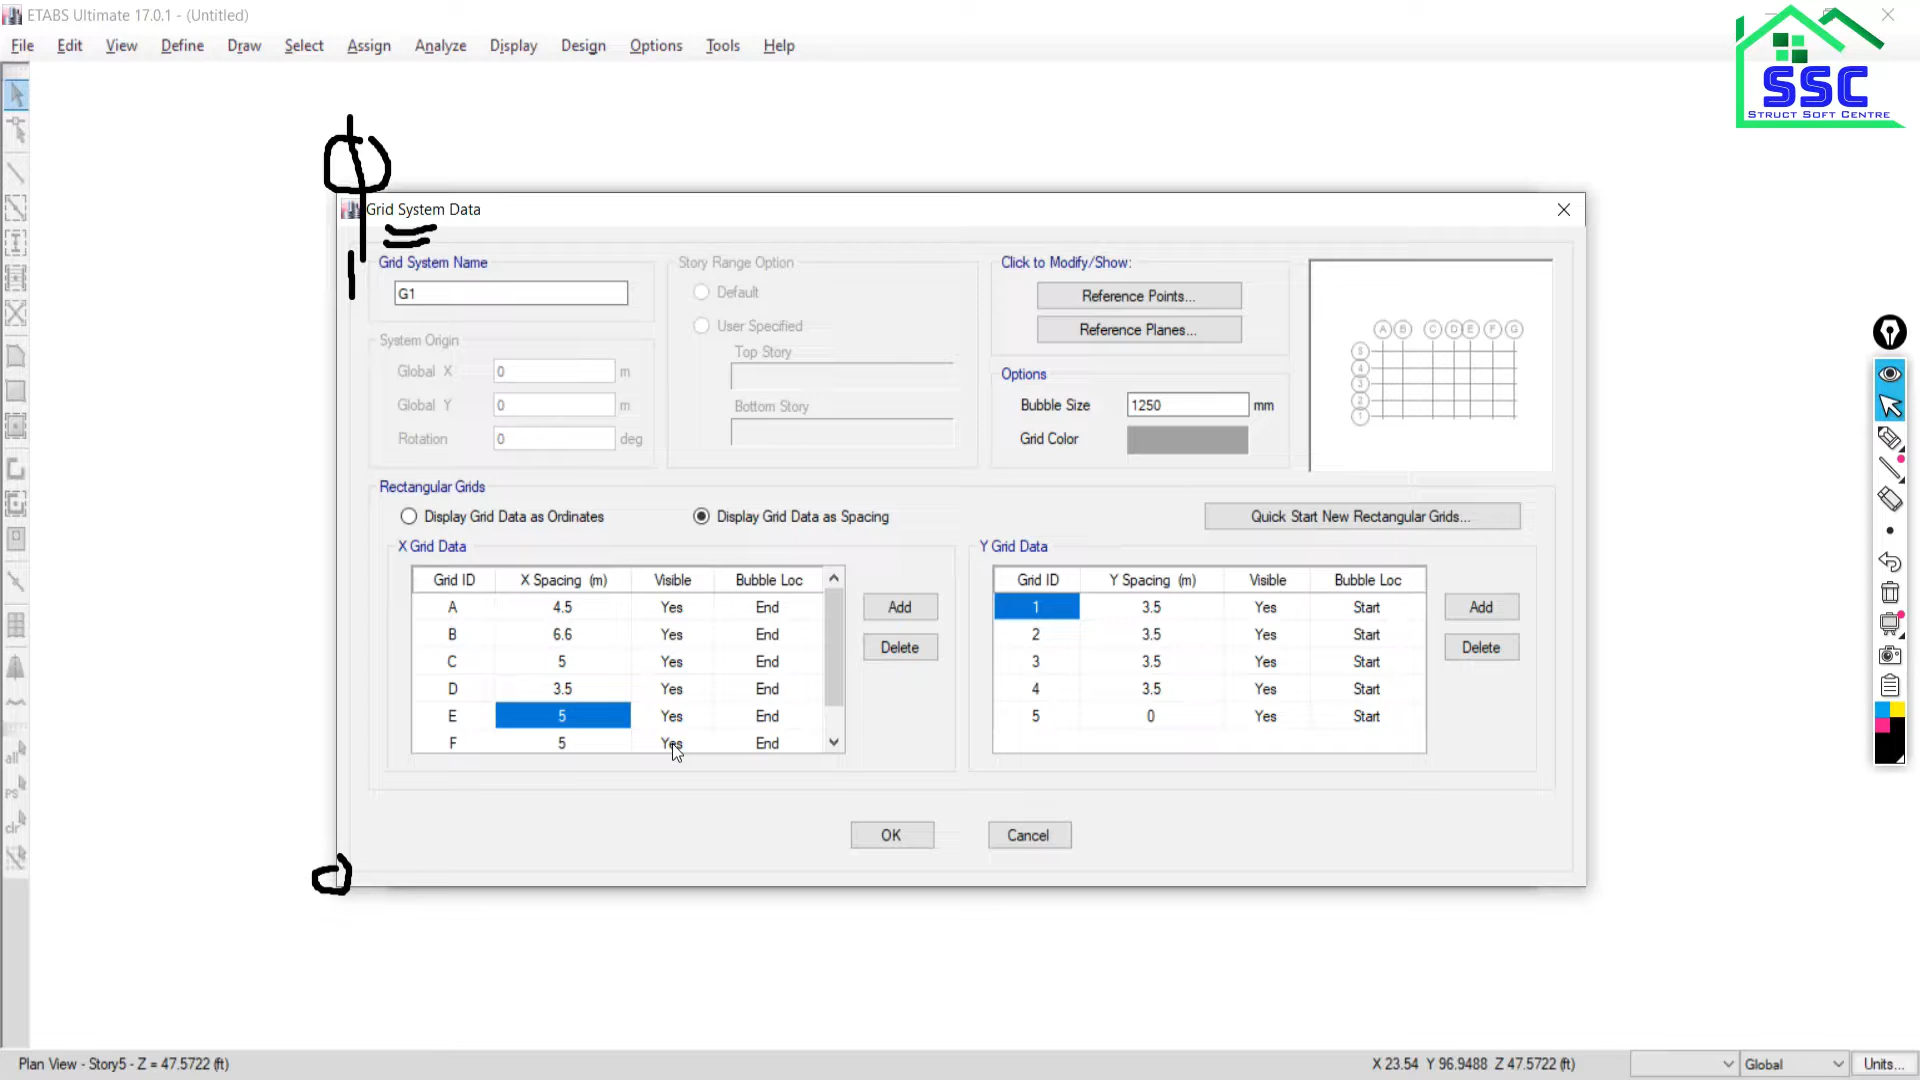 ETABS Ultimate 17.0.1 - (Untitled)
File Edit View Define Draw Select Assign Analyze Display Design Options Tools Help
SSC
STRUCT SOFT CENTRE
Grid System Data
Grid System Name
G1
System Origin
Global X 0 m
Global Y 0 m
Rotation 0 deg
Story Range Option
Default
User Specified
Top Story
Bottom Story
Click to Modify/Show:
Reference Points...
Reference Planes...
Options
Bubble Size 1250 mm
Grid Color
A B C D E F G
5
4
3
2
1
Rectangular Grids
Display Grid Data as Ordinates Display Grid Data as Spacing Quick Start New Rectangular Grids...
X Grid Data
Grid ID X Spacing (m) Visible Bubble Loc
A 4.5 Yes End
B 6.6 Yes End
C 5 Yes End
D 3.5 Yes End
E 5 Yes End
F 5 Yes End
Add
Delete
Y Grid Data
Grid ID Y Spacing (m) Visible Bubble Loc
1 3.5 Yes Start
2 3.5 Yes Start
3 3.5 Yes Start
4 3.5 Yes Start
5 0 Yes Start
Add
Delete
OK Cancel
all
PS
clr
Plan View - Story5 - Z = 47.5722 (ft) X 23.54 Y 96.9488 Z 47.5722 (ft) Global Units...